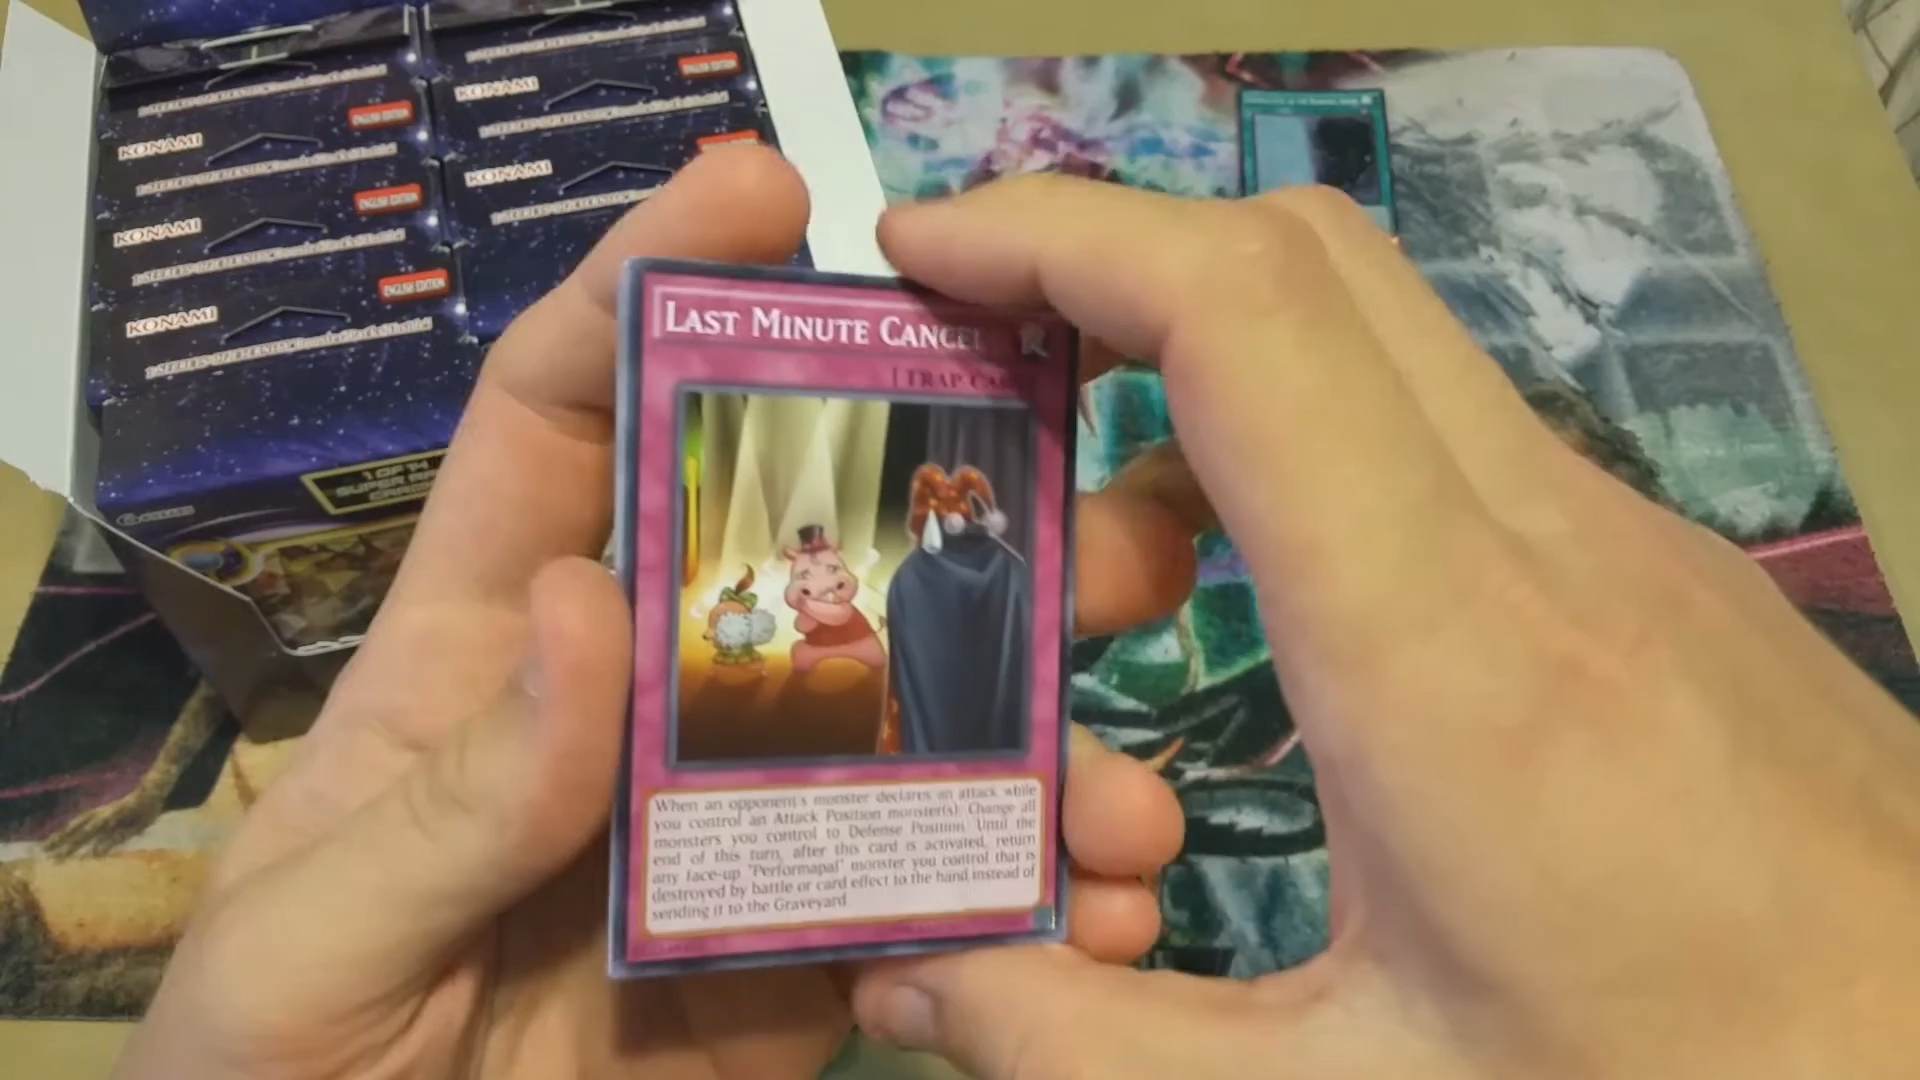 ENGLISH EDITION
KONAMI
ENGLISH EDITION
KONAMI
ENGLISH EDITION
KONAMI
ENGLISH EDITION
KONAMI
KONAMI
1 OF 14
SUPER
LAST MINUTE CANCEL
[TRAP CARD
When an opponent's monster declares an attack while
you control an Attack Position monster(s): Change all
monsters you control to Defense Position. Until the
end of this turn, after this card is activated, return
any face-up "Performapal" monster you control that is
destroyed by battle or card effect to the hand instead of
sending it to the Graveyard.